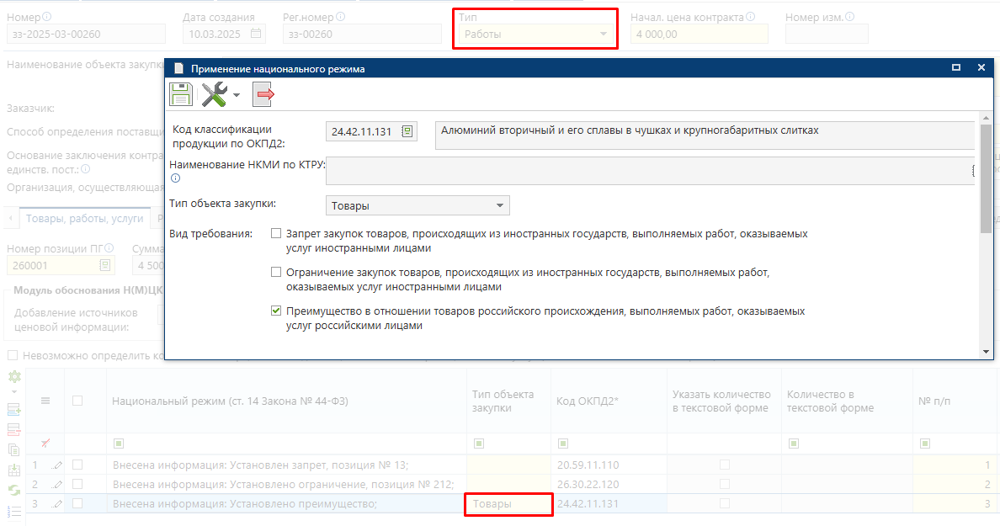 Номер
Дата создания
Рег.номер
Тип
Начал. цена контракта
Номер изм.
зз-2025-03-00260
10.03.2025
зз-00260
Работы
4 000,00
Наименование объекта закупк
Применение национального режима
Заказчик:
Способ определения поставщи
Основание заключения контра
единств. пост.:
Организация, осуществляющая
Код классификации
продукции по ОКПД2:
24.42.11.131
Алюминий вторичный и его сплавы в чушках и крупногабаритных слитках
Наименование НКМИ по КТРУ:
Тип объекта закупки:
Товары
Товары, работы, услуги
Р
Вид требования:
Запрет закупок товаров, происходящих из иностранных государств, выполняемых работ, оказываемых
услуг иностранными лицами
Номер позиции ПГ
Сумма
260001
4 500
Ограничение закупок товаров, происходящих из иностранных государств, выполняемых работ,
оказываемых услуг иностранными лицами
Модуль обоснования Н(М)ЦК
Добавление источников
ценовой информации:
Преимущество в отношении товаров российского происхождения, выполняемых работ, оказываемых
услуг российскими лицами
Невозможно определить ко
Национальный режим (ст. 14 Закона № 44-ФЗ)
Тип объекта
закупки
Код ОКПД2*
Указать количество
в текстовой форме
Количество в
текстовой форме
№ п/п
1 Внесена информация: Установлен запрет, позиция № 13; 20.59.11.110 1
2 Внесена информация: Установлено ограничение, позиция № 212; 26.30.22.120 2
3 Внесена информация: Установлено преимущество; Товары 24.42.11.131 3